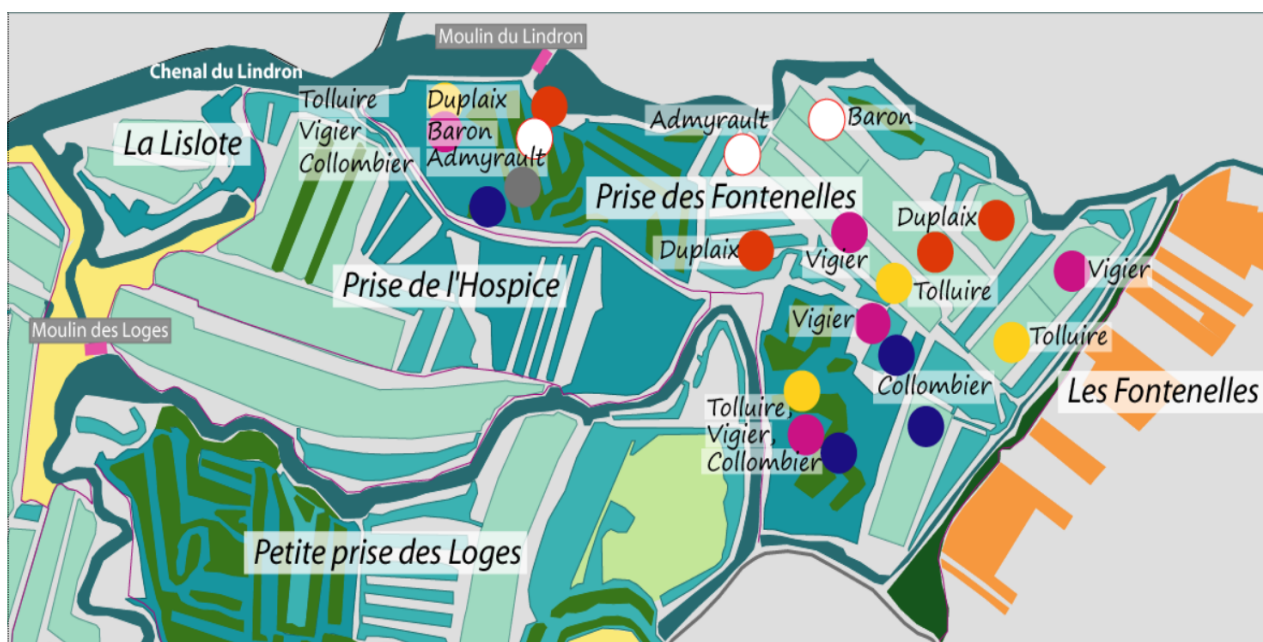 Moulin du Lindron
Chenal du Lindron
Tolluire
Vigier
Collombier
Duplaix
Baron
Admyrault
Admyrault
Baron
La Lislote
Prise des Fontenelles
Duplaix
Duplaix
Vigier
Vigier
Tolluire
Prise de l'Hospice
Vigier
Moulin des Loges
Tolluire
Collombier
Les Fontenelles
Tolluire,
Vigier,
Collombier
Petite prise des Loges